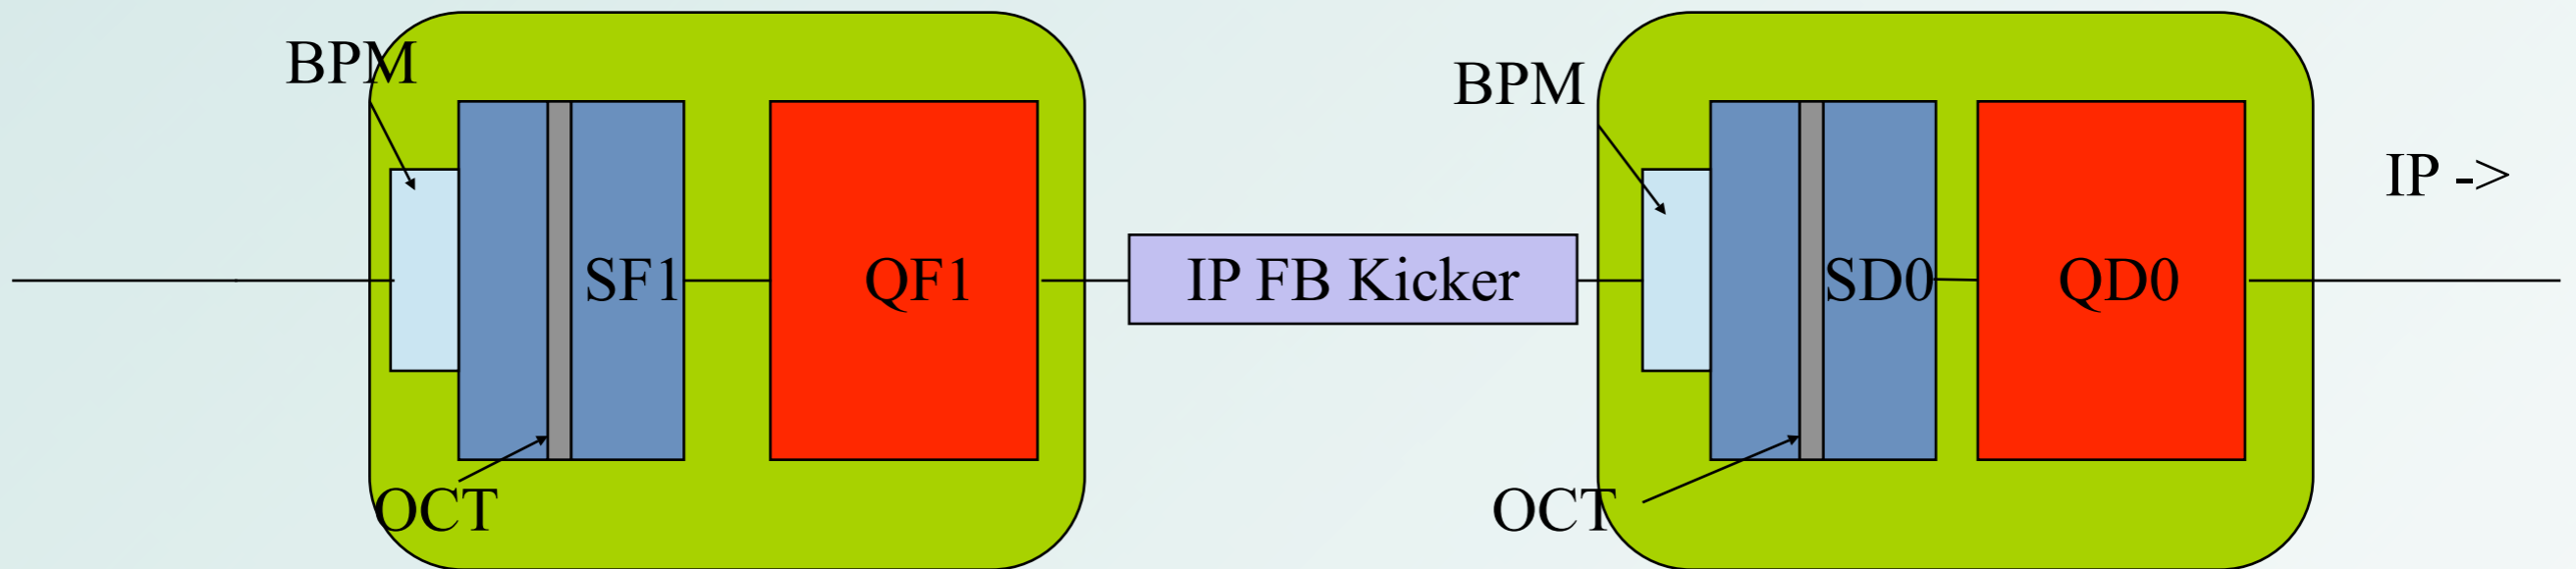 BPM
BPM
IP ->
SF1
QF1
IP FB Kicker
SD0
QD0
OCT
OCT